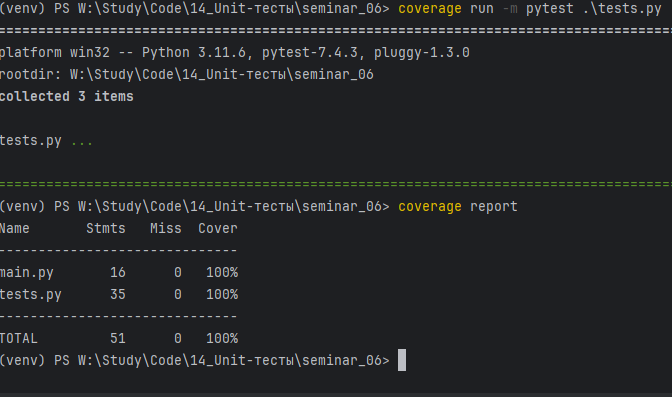 (venv) PS W:\Study\Code\14_Unit-тесты\seminar_06> coverage run -m pytest .\tests.py
================================================================================
platform win32 -- Python 3.11.6, pytest-7.4.3, pluggy-1.3.0
rootdir: W:\Study\Code\14_Unit-тесты\seminar_06
collected 3 items
tests.py ...
================================================================================
(venv) PS W:\Study\Code\14_Unit-тесты\seminar_06> coverage report
Name       Stmts   Miss  Cover
------------------------------
main.py       16      0   100%
tests.py      35      0   100%
------------------------------
TOTAL         51      0   100%
(venv) PS W:\Study\Code\14_Unit-тесты\seminar_06>